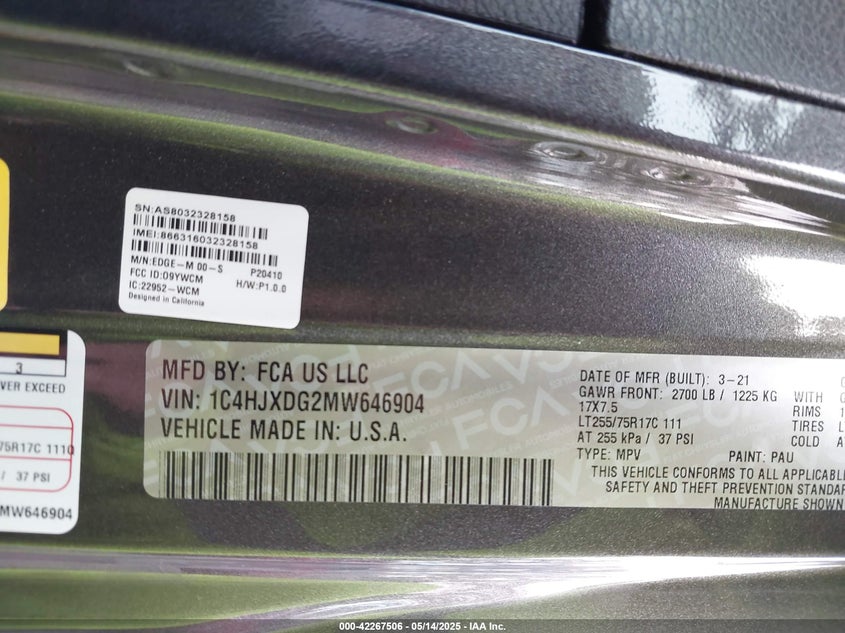 SN:AS8032328158
IMEI:866316032328158
M/N:EDGE-M 00-S P20410
FCC ID:09YWCM H/W:P1.0.0
IC:22952-WCM
Designed in California
3
VER EXCEED
75R17C 111
/ 37 PSI
MW646904
MFD BY: FCA US LLC
VIN: 1C4HJXDG2MW646904
VEHICLE MADE IN: U.S.A.
DATE OF MFR (BUILT): 3-21
GAWR FRONT: 2700 LB / 1225 KG WITH
17X7.5 RIMS
LT255/75R17C 111 TIRES
AT 255 kPa / 37 PSI COLD
TYPE: MPV PAINT: PAU
THIS VEHICLE CONFORMS TO ALL APPLICABL
SAFETY AND THEFT PREVENTION STANDAR
MANUFACTURE SHOWN
000-42267506 - 05/14/2025 - IAA Inc.